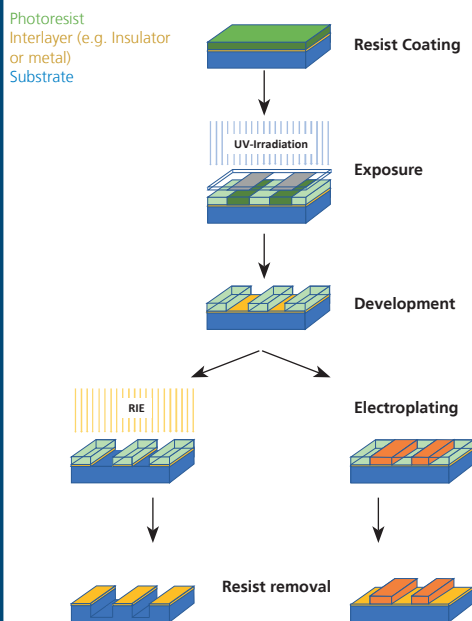 Photoresist
Interlayer (e.g. Insulator
or metal)
Substrate
Resist Coating
UV-Irradiation
Exposure
Development
RIE
Electroplating
Resist removal